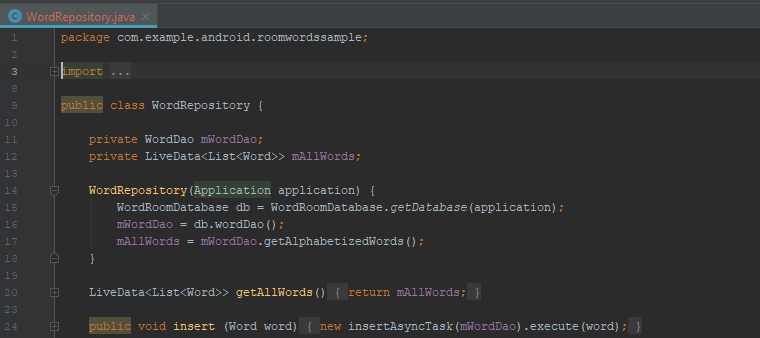 WordRepository.java
1 package com.example.android.roomwordssample;
2
3 import ...
8
9 public class WordRepository {
10
11 private WordDao mWordDao;
12 private LiveData<List<Word>> mAllWords;
13
14 WordRepository(Application application) {
15 WordRoomDatabase db = WordRoomDatabase.getDatabase(application);
16 mWordDao = db.wordDao();
17 mAllWords = mWordDao.getAlphabetizedWords();
18 }
19
20 LiveData<List<Word>> getAllWords() { return mAllWords; }
23
24 public void insert (Word word) { new insertAsyncTask(mWordDao).execute(word); }